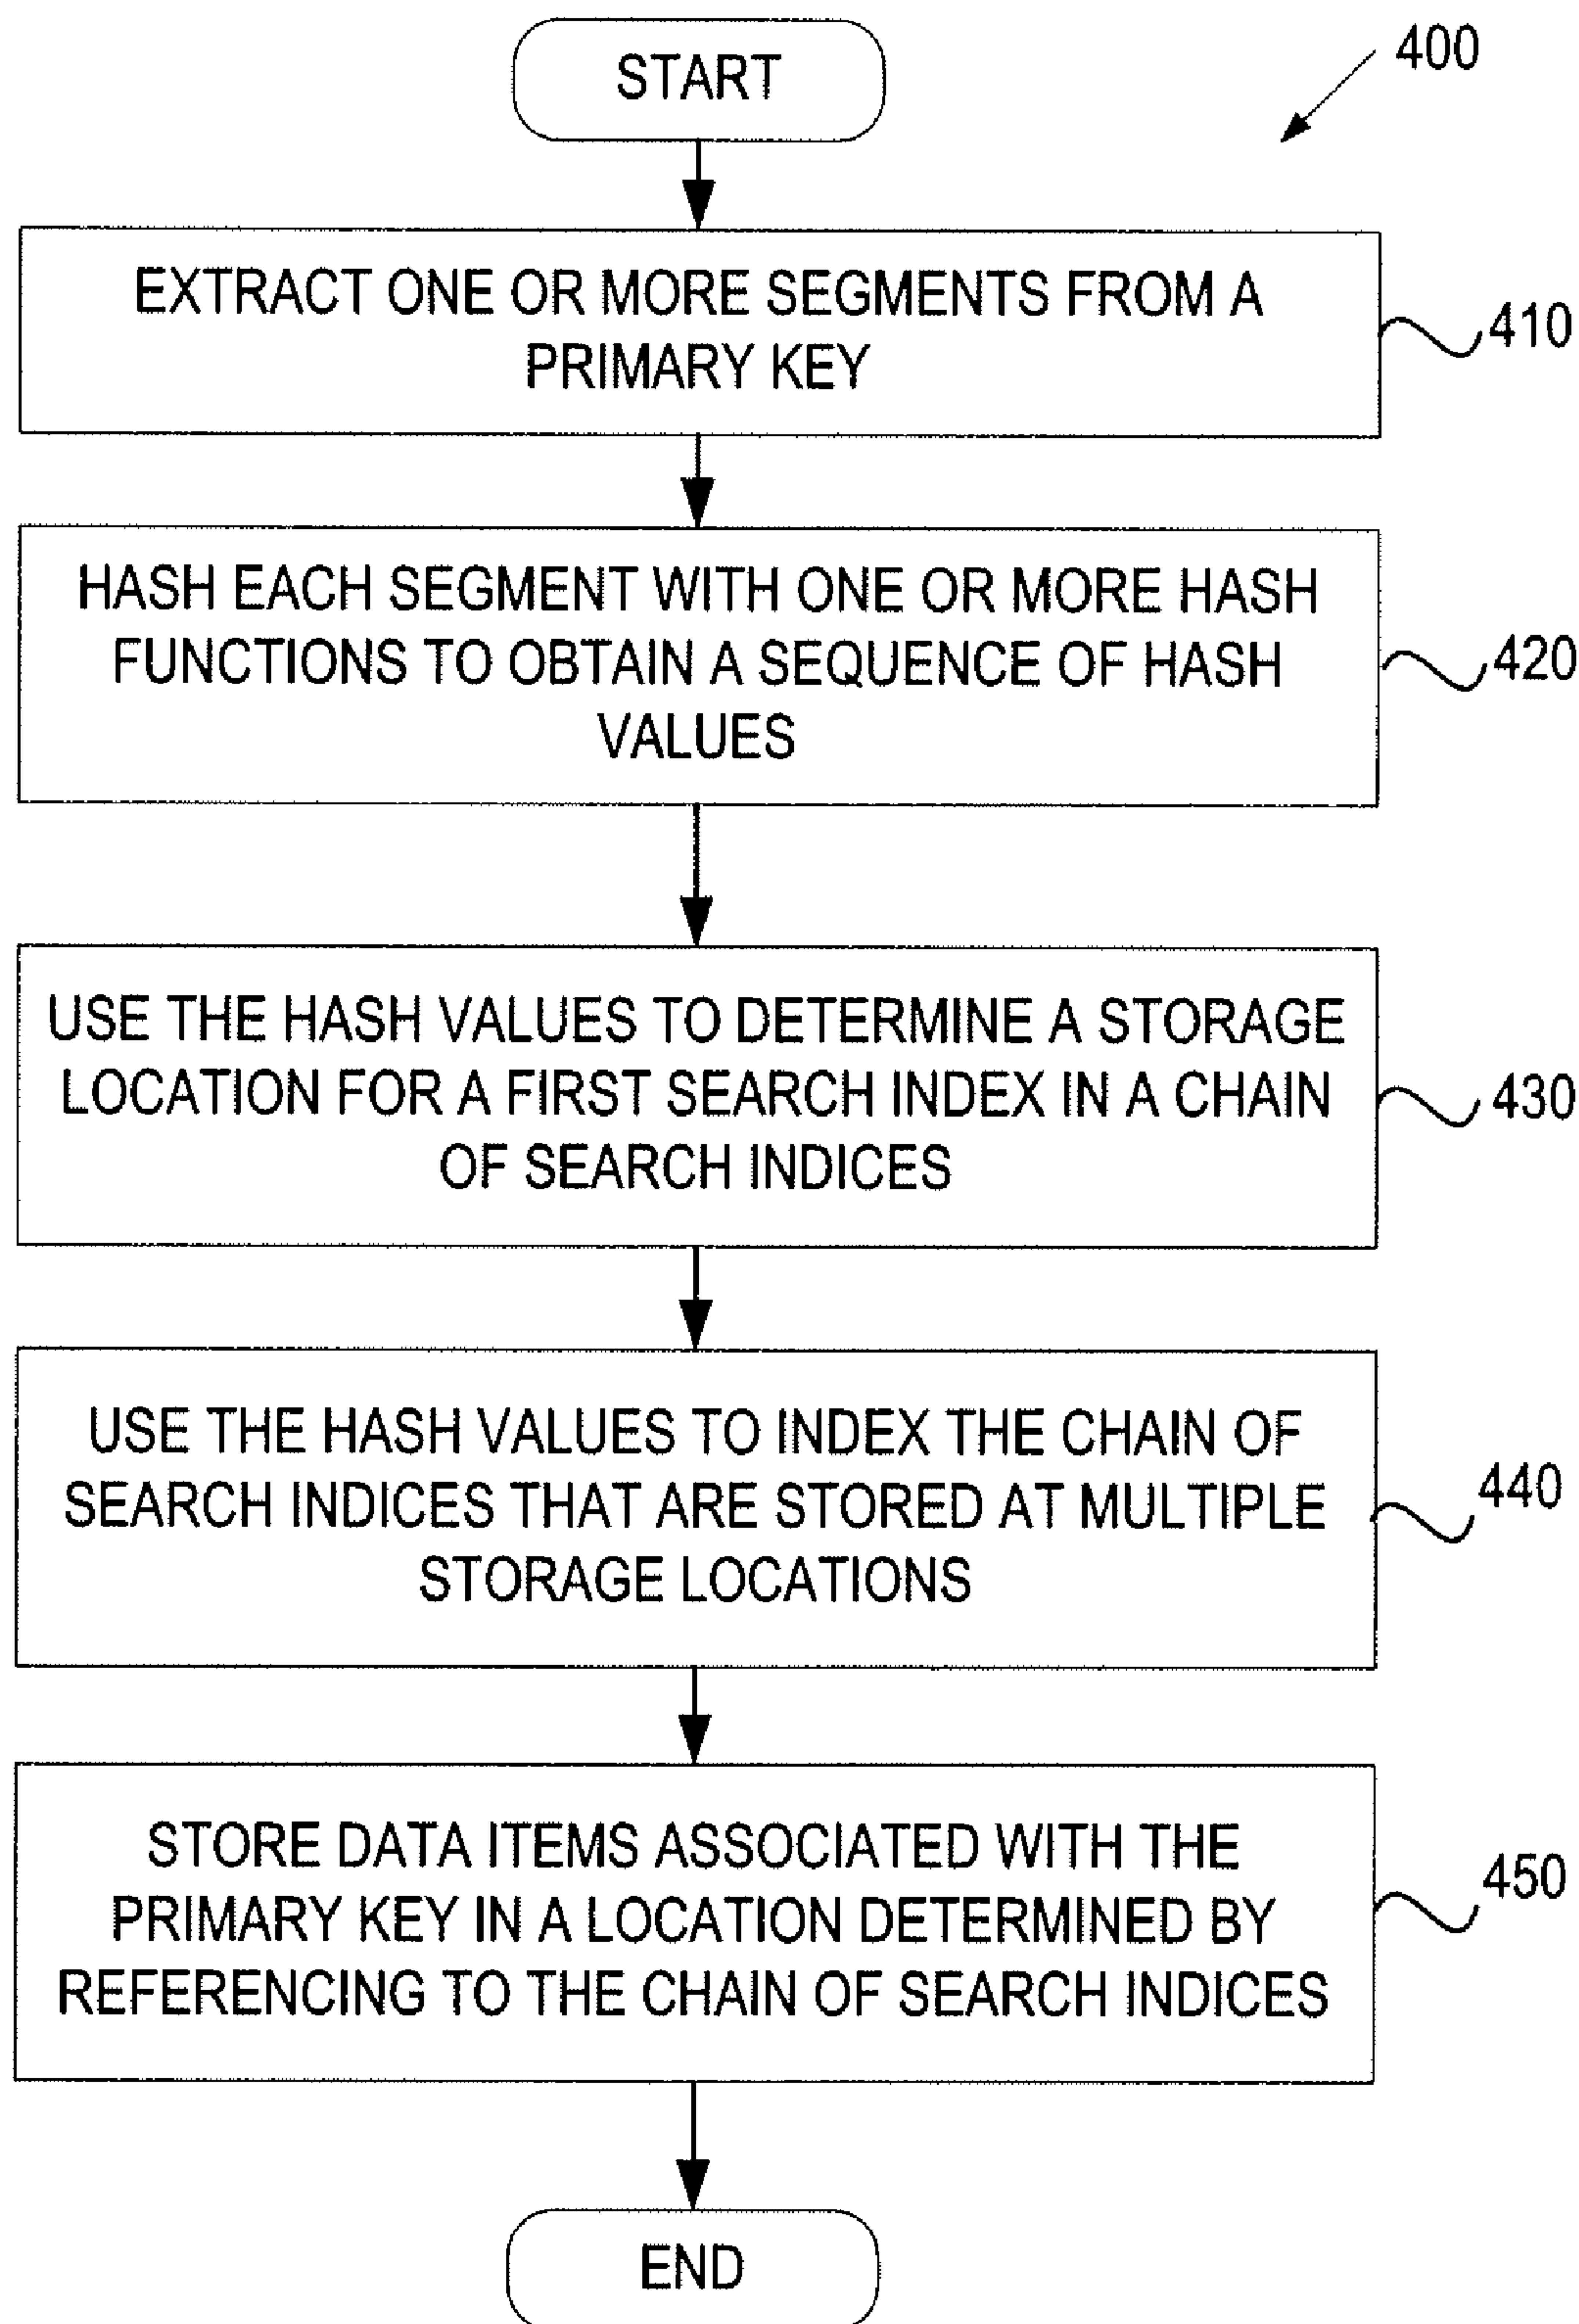 START
400
EXTRACT ONE OR MORE SEGMENTS FROM A
PRIMARY KEY
410
HASH EACH SEGMENT WITH ONE OR MORE HASH
FUNCTIONS TO OBTAIN A SEQUENCE OF HASH
VALUES
420
USE THE HASH VALUES TO DETERMINE A STORAGE
LOCATION FOR A FIRST SEARCH INDEX IN A CHAIN
OF SEARCH INDICES
430
USE THE HASH VALUES TO INDEX THE CHAIN OF
SEARCH INDICES THAT ARE STORED AT MULTIPLE
STORAGE LOCATIONS
440
STORE DATA ITEMS ASSOCIATED WITH THE
PRIMARY KEY IN A LOCATION DETERMINED BY
REFERENCING TO THE CHAIN OF SEARCH INDICES
450
END